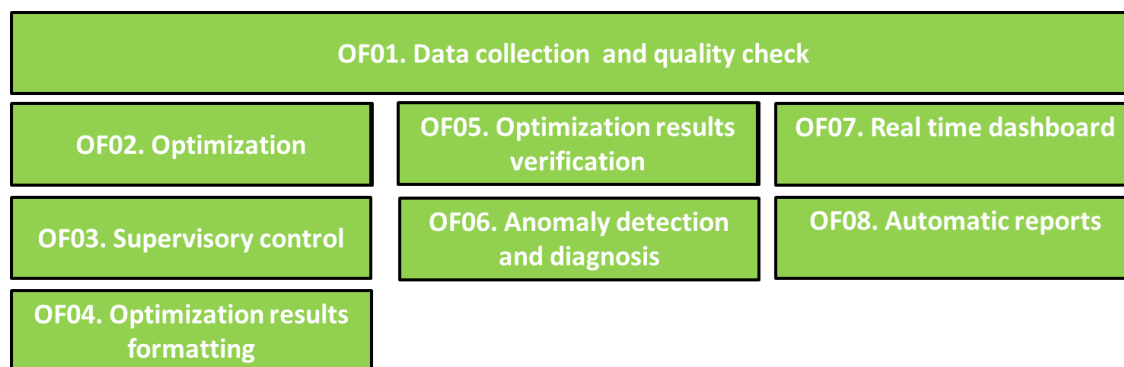 OF01. Data collection and quality check
OF02. Optimization
OF03. Supervisory control
OF04. Optimization results
formatting
OF05. Optimization results
verification
OF06. Anomaly detection
and diagnosis
OF07. Real time dashboard
OF08. Automatic reports